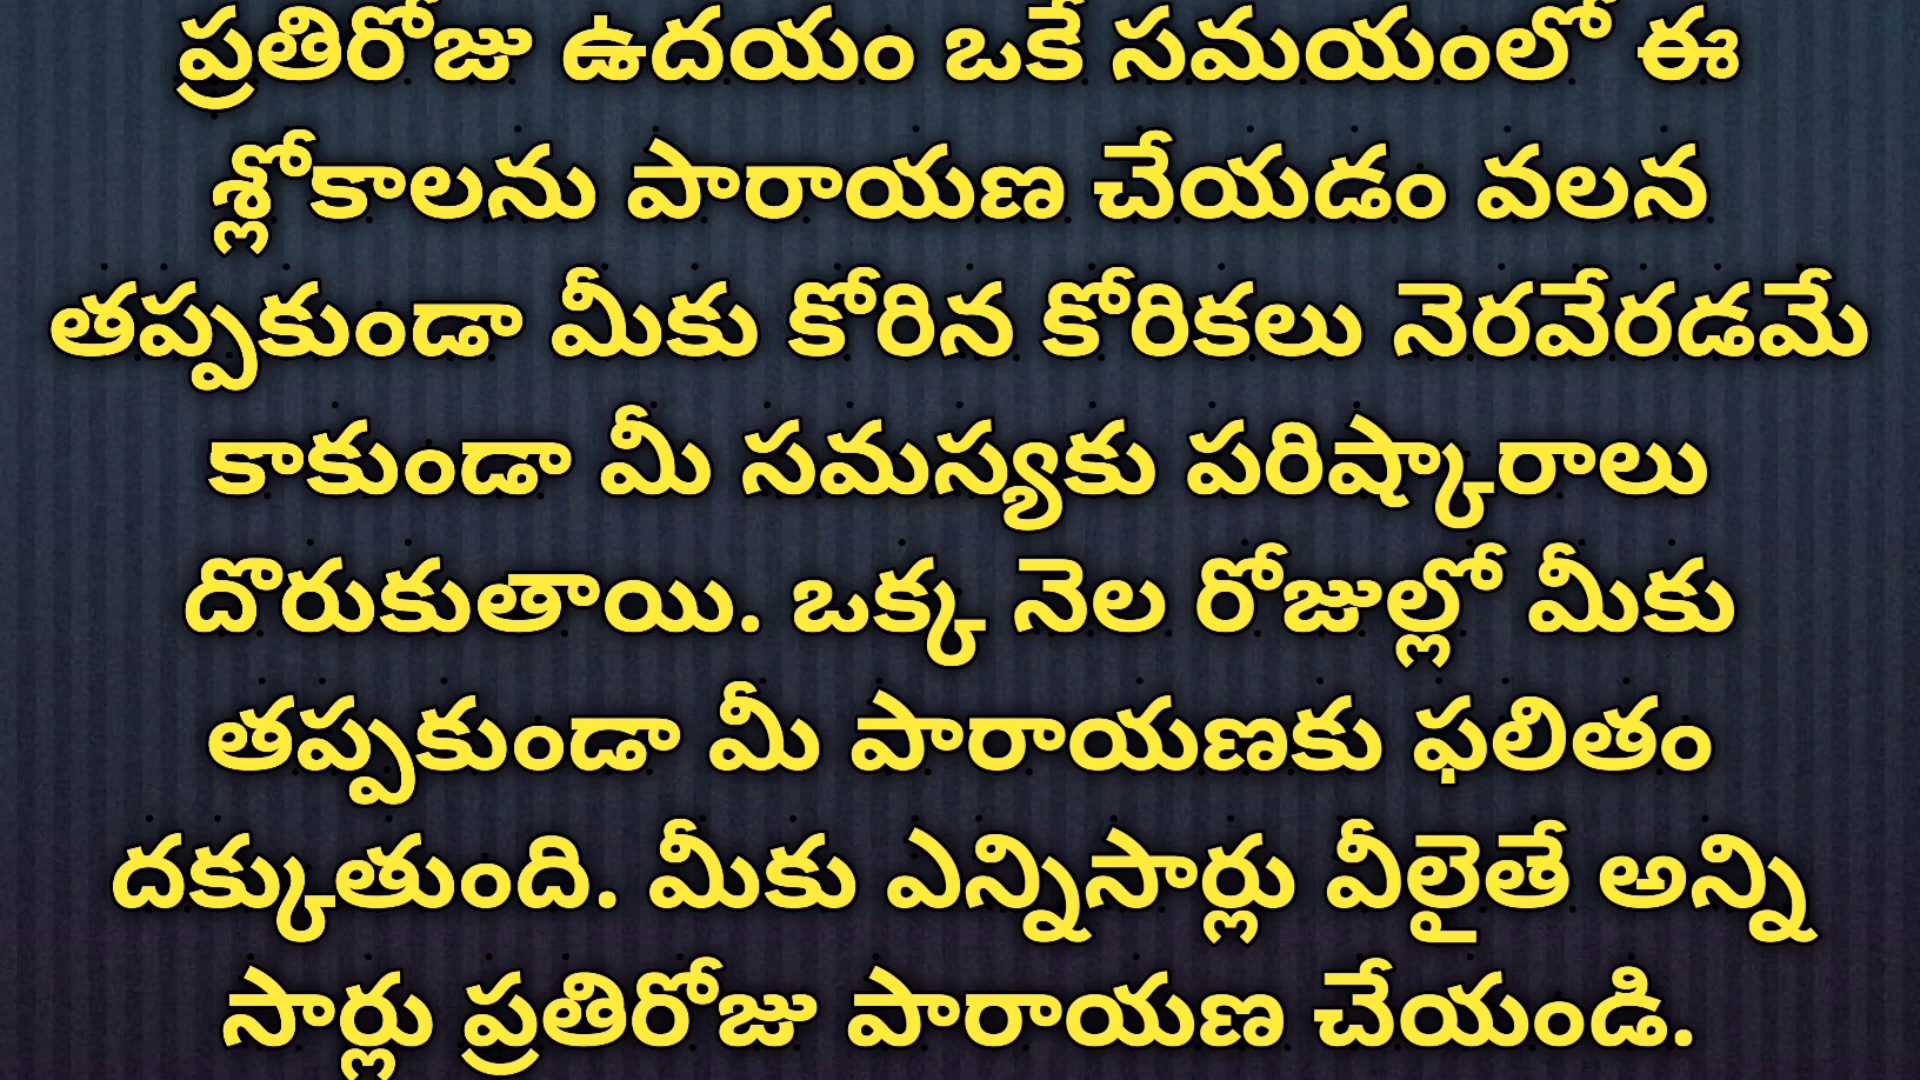 ప్రతిరోజు ఉదయం ఒకే సమయంలో ఈ
శ్లోకాలను పారాయణ చేయడం వలన
తప్పకుండా మీకు కోరిన కోరికలు నెరవేరడమే
కాకుండా మీ సమస్యకు పరిష్కారాలు
దొరుకుతాయి. ఒక్క నెల రోజుల్లో మీకు
తప్పకుండా మీ పారాయణకు ఫలితం
దక్కుతుంది. మీకు ఎన్నిసార్లు వీలైతే అన్ని
సార్లు ప్రతిరోజు పారాయణ చేయండి.